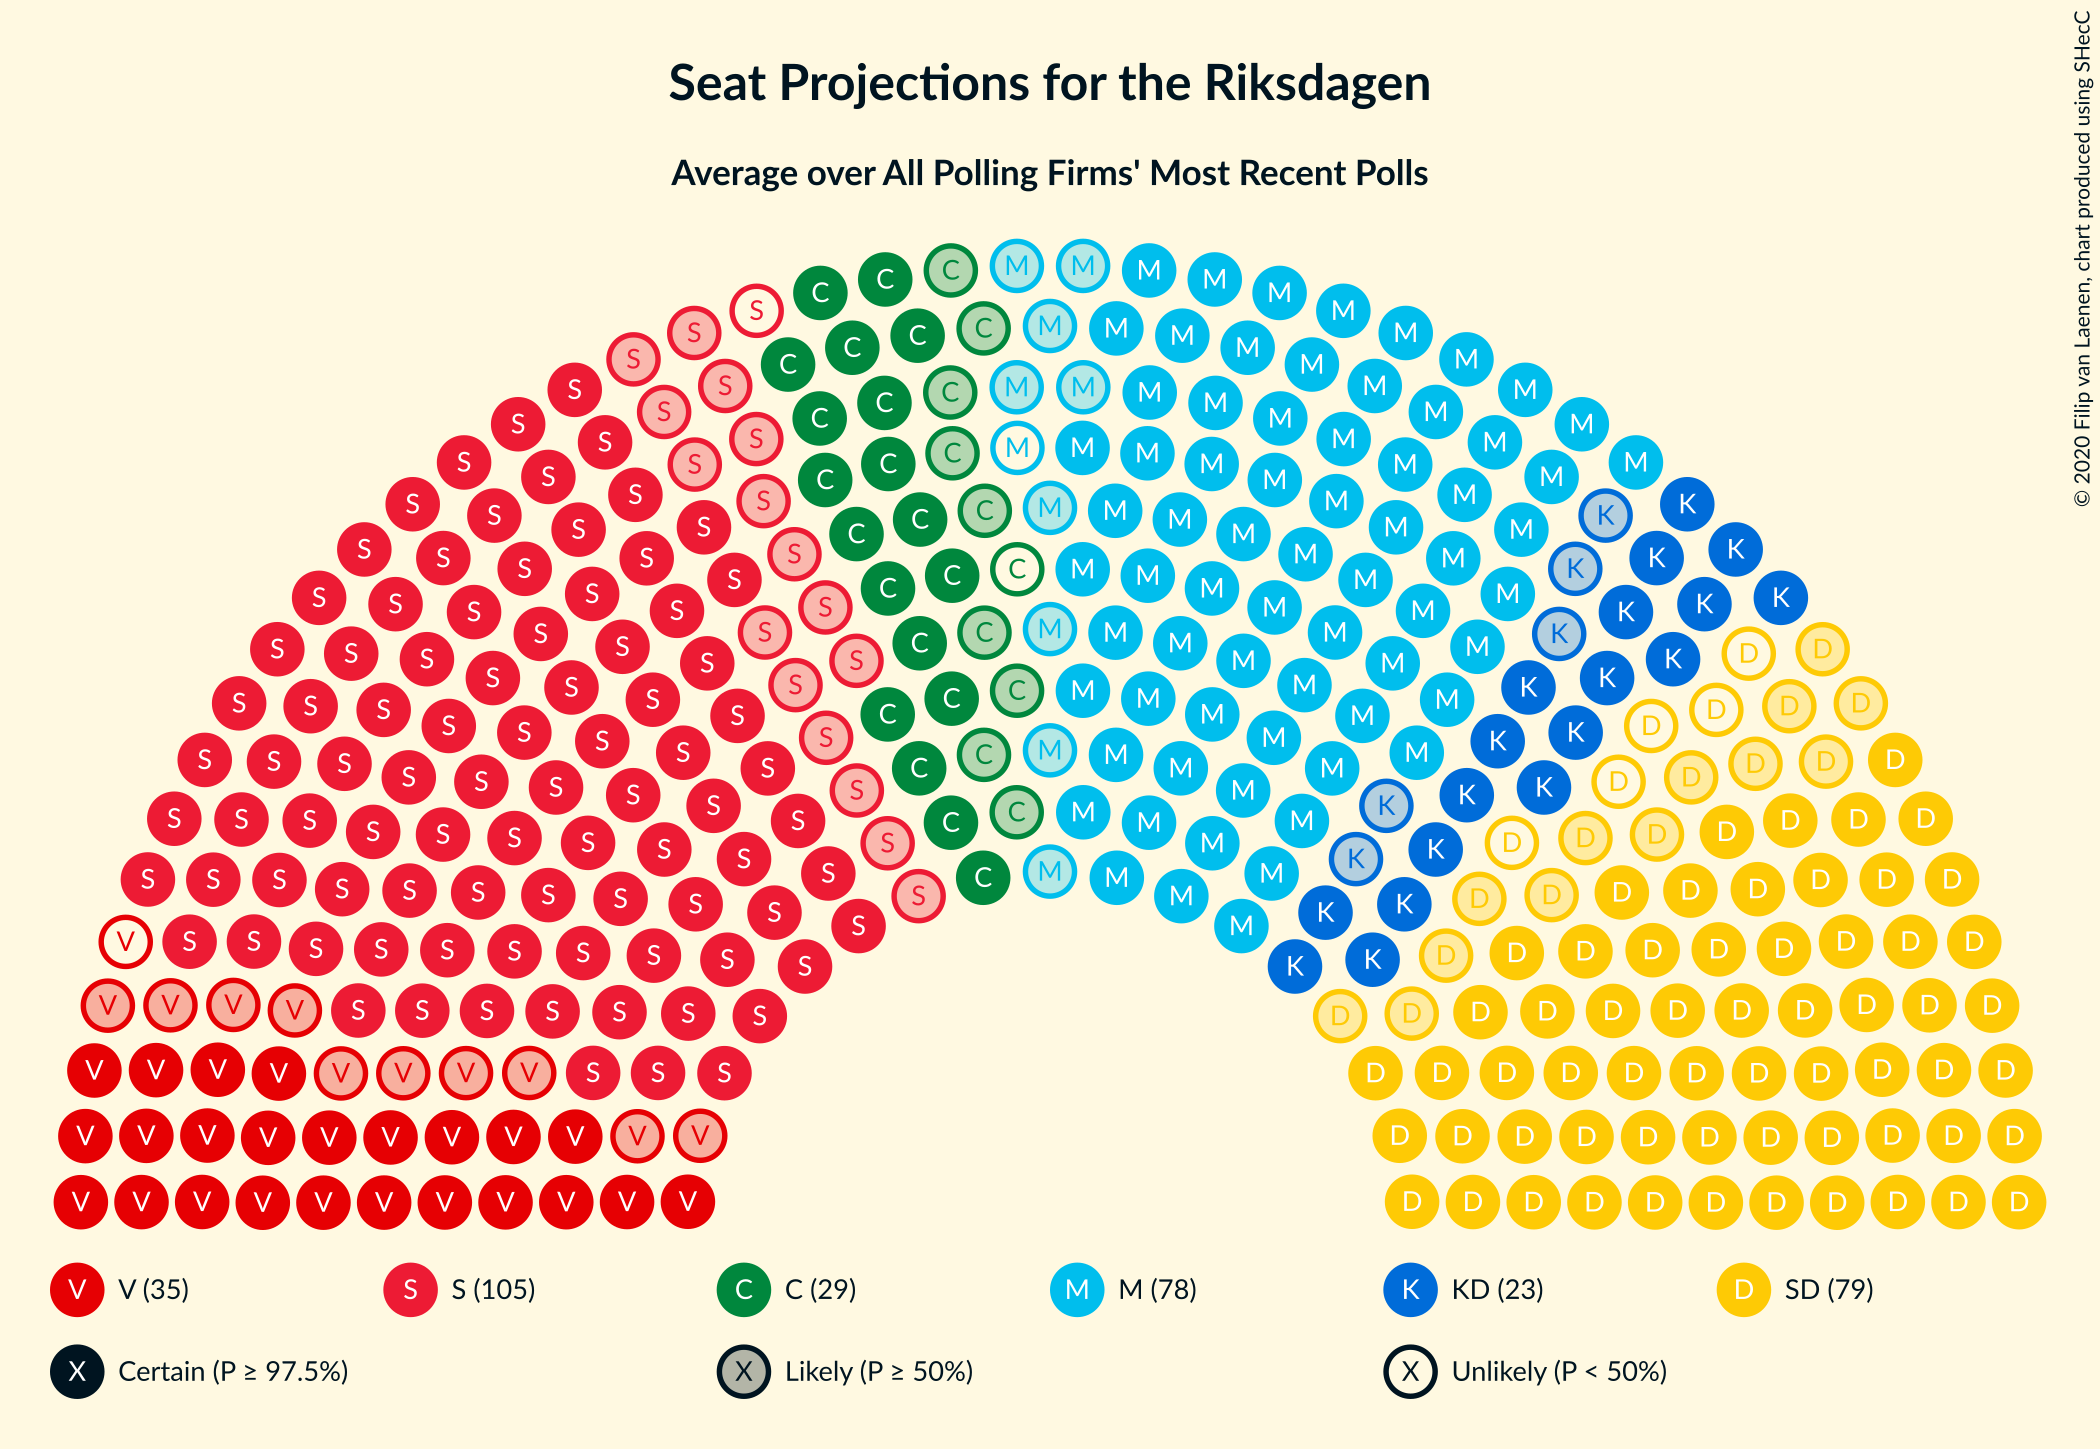 Seat Projections for the Riksdagen
Average over All Polling Firms' Most Recent Polls
© 2020 Filip van Laenen, chart produced using SHecC
V V (35)
S S (105)
C C (29)
M M (78)
K KD (23)
D SD (79)
X Certain (P ≥ 97.5%)
X Likely (P ≥ 50%)
X Unlikely (P < 50%)